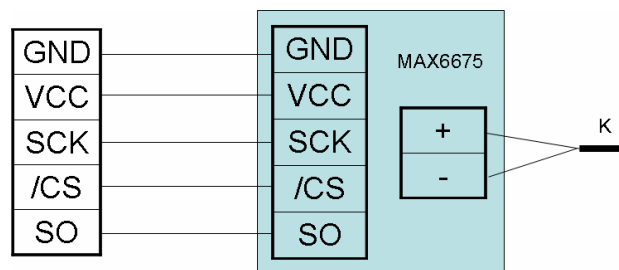 GND
VCC
SCK
/CS
SO
GND
VCC
SCK
/CS
SO
MAX6675
+
-
K